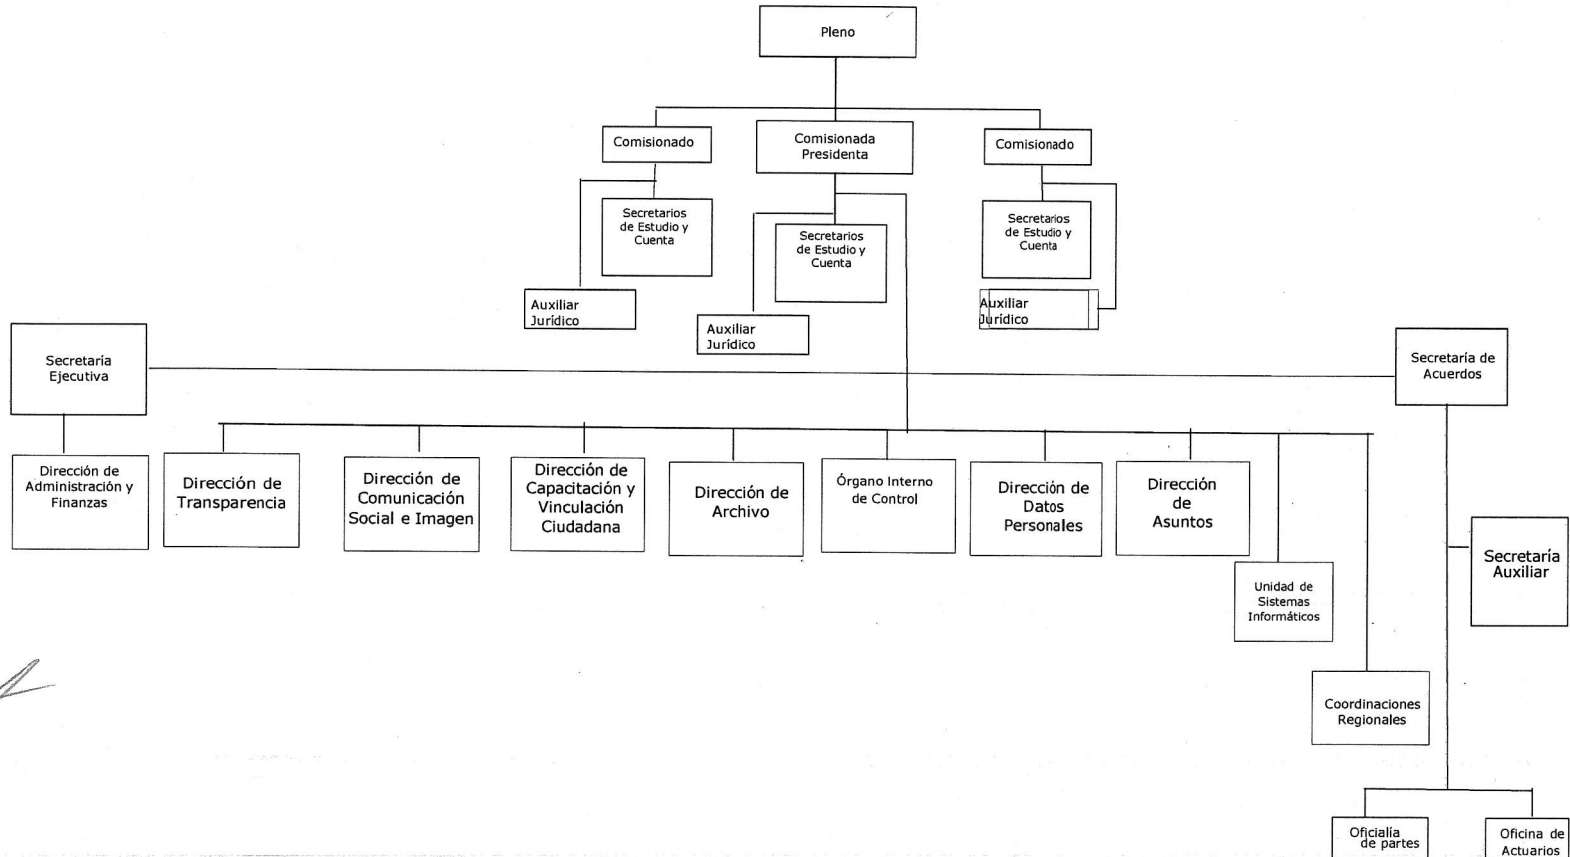 Pleno
Comisionado
Comisionada
Presidenta
Comisionado
Secretarios
de Estudio y
Cuenta
Secretarios
de Estudio y
Cuenta
Secretarios
de Estudio y
Cuenta
Auxiliar
Jurídico
Auxiliar
Jurídico
Auxiliar
Jurídico
Secretaría
Ejecutiva
Secretaría de
Acuerdos
Dirección de
Administración y
Finanzas
Dirección de
Transparencia
Dirección de
Comunicación
Social e Imagen
Dirección de
Capacitación y
Vinculación
Ciudadana
Dirección de
Archivo
Órgano Interno
de Control
Dirección de
Datos
Personales
Dirección
de
Asuntos
Secretaría
Auxiliar
Unidad de
Sistemas
Informáticos
Coordinaciones
Regionales
Oficialía
de partes
Oficina de
Actuarios